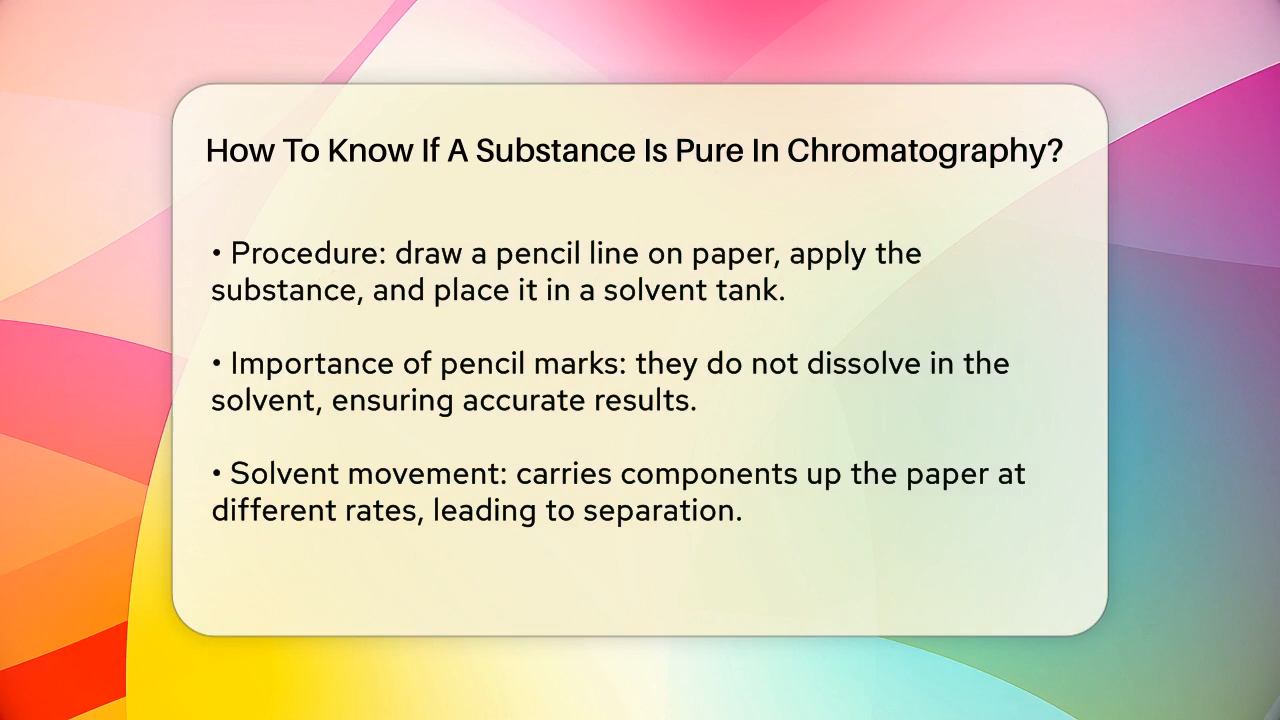 How To Know If A Substance Is Pure In Chromatography?
• Procedure: draw a pencil line on paper, apply the
substance, and place it in a solvent tank.
• Importance of pencil marks: they do not dissolve in the
solvent, ensuring accurate results.
• Solvent movement: carries components up the paper at
different rates, leading to separation.